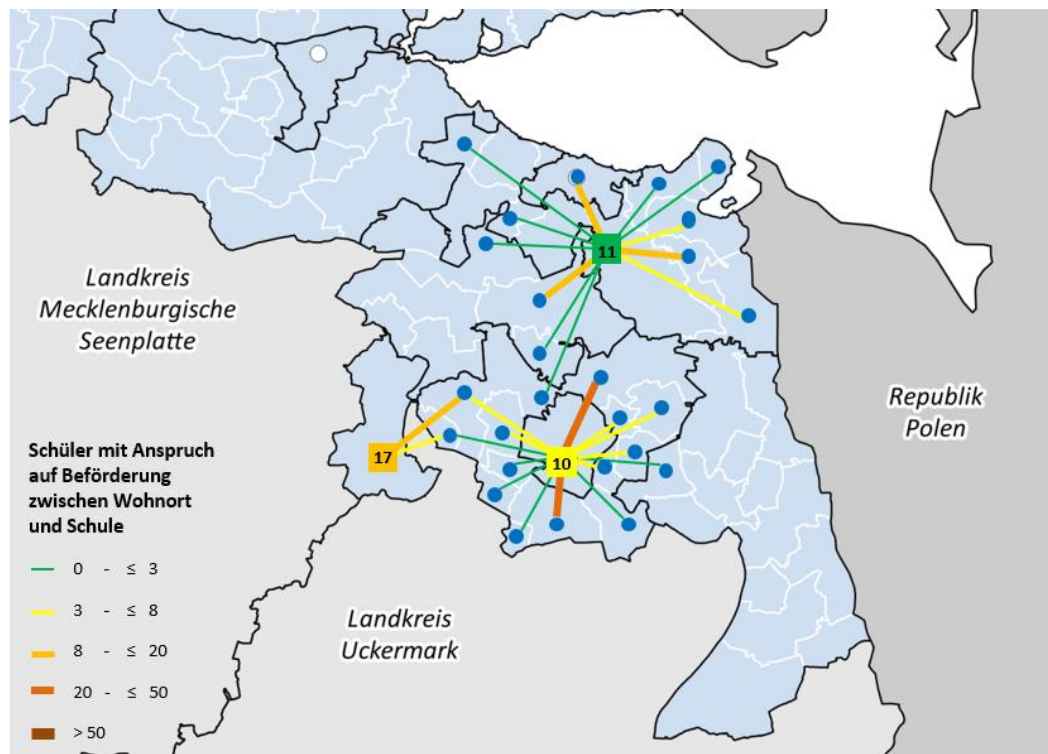 11
Landkreis
Mecklenburgische
Seenplatte
Republik
Polen
17
10
Schüler mit Anspruch
auf Beförderung
zwischen Wohnort
und Schule
0 - ≤ 3
3 - ≤ 8
8 - ≤ 20
20 - ≤ 50
> 50
Landkreis
Uckermark